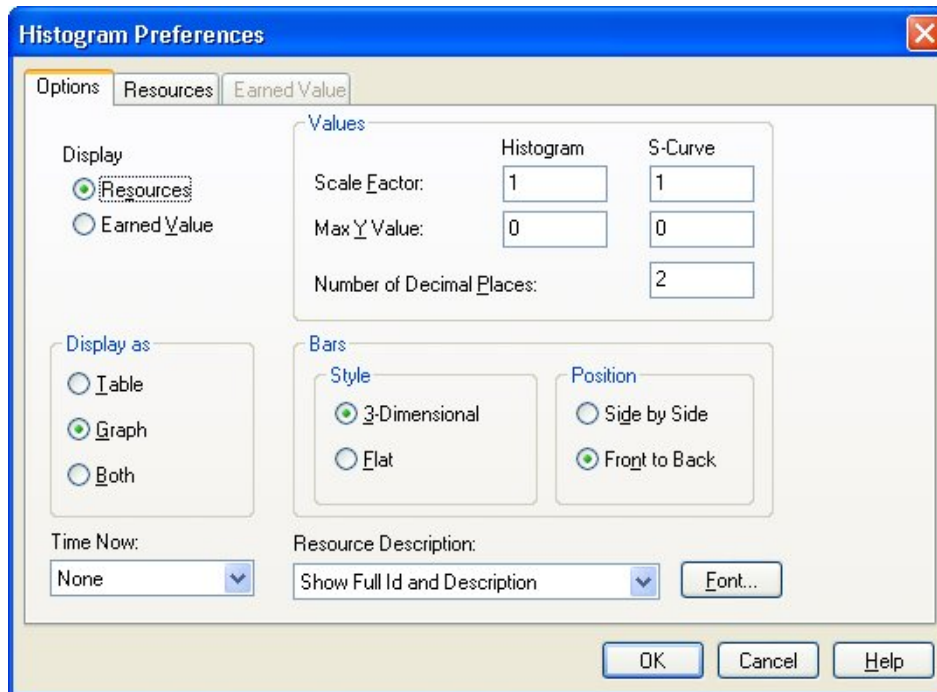 Histogram Preferences
Options Resources Earned Value
Display
Resources
Earned Value
Values
Histogram S-Curve
Scale Factor: 1 1
Max Y Value: 0 0
Number of Decimal Places: 2
Display as
Table
Graph
Both
Bars
Style
3-Dimensional
Flat
Position
Side by Side
Front to Back
Time Now:
None
Resource Description:
Show Full Id and Description
Font...
OK Cancel Help